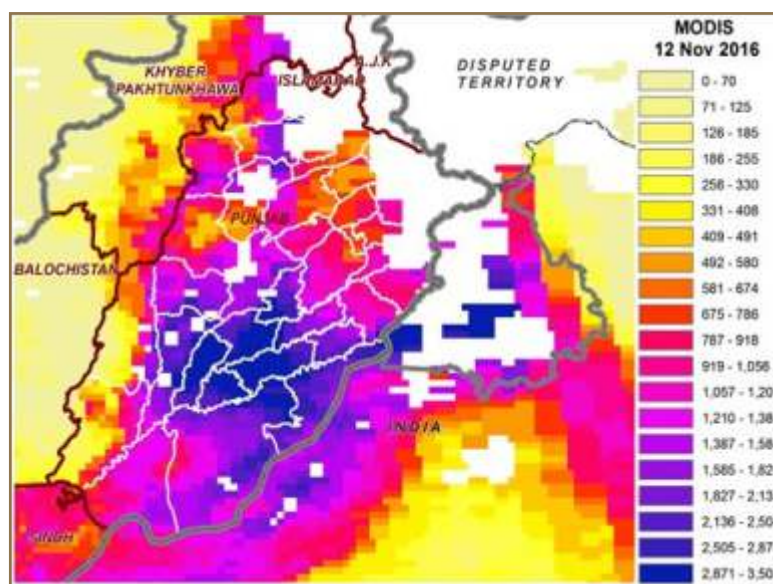 MODIS
12 Nov 2016
A.J.K
DISPUTED
TERRITORY
KHYBER
PAKHTUNKHAWA
ISLAMABAD
PUNJAB
BALOCHISTAN
INDIA
SINDH
0 - 70
71 - 125
126 - 185
186 - 255
256 - 330
331 - 408
409 - 491
492 - 580
581 - 674
675 - 786
787 - 918
919 - 1,056
1,057 - 1,20
1,210 - 1,38
1,387 - 1,58
1,585 - 1,82
1,827 - 2,13
2,136 - 2,50
2,505 - 2,87
2,871 - 3,50